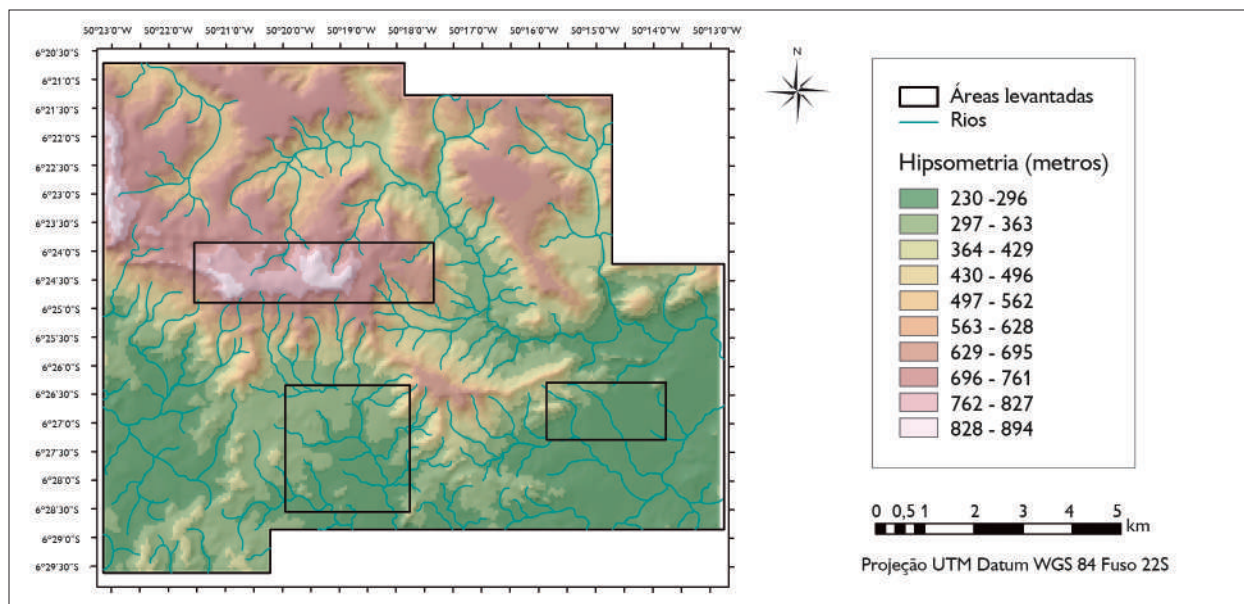 50°23'0"W 50°22'0"W 50°21'0"W 50°20'0"W 50°19'0"W 50°18'0"W 50°17'0"W 50°16'0"W 50°15'0"W 50°14'0"W 50°13'0"W
6°20'30"S
6°21'0"S
6°21'30"S
6°22'0"S
6°22'30"S
6°23'0"S
6°23'30"S
6°24'0"S
6°24'30"S
6°25'0"S
6°25'30"S
6°26'0"S
6°26'30"S
6°27'0"S
6°27'30"S
6°28'0"S
6°28'30"S
6°29'0"S
6°29'30"S
N
Áreas levantadas
Rios
Hipsometria (metros)
230 -296
297 - 363
364 - 429
430 - 496
497 - 562
563 - 628
629 - 695
696 - 761
762 - 827
828 - 894
0 0,5 1 2 3 4 5
km
Projeção UTM Datum WGS 84 Fuso 22S